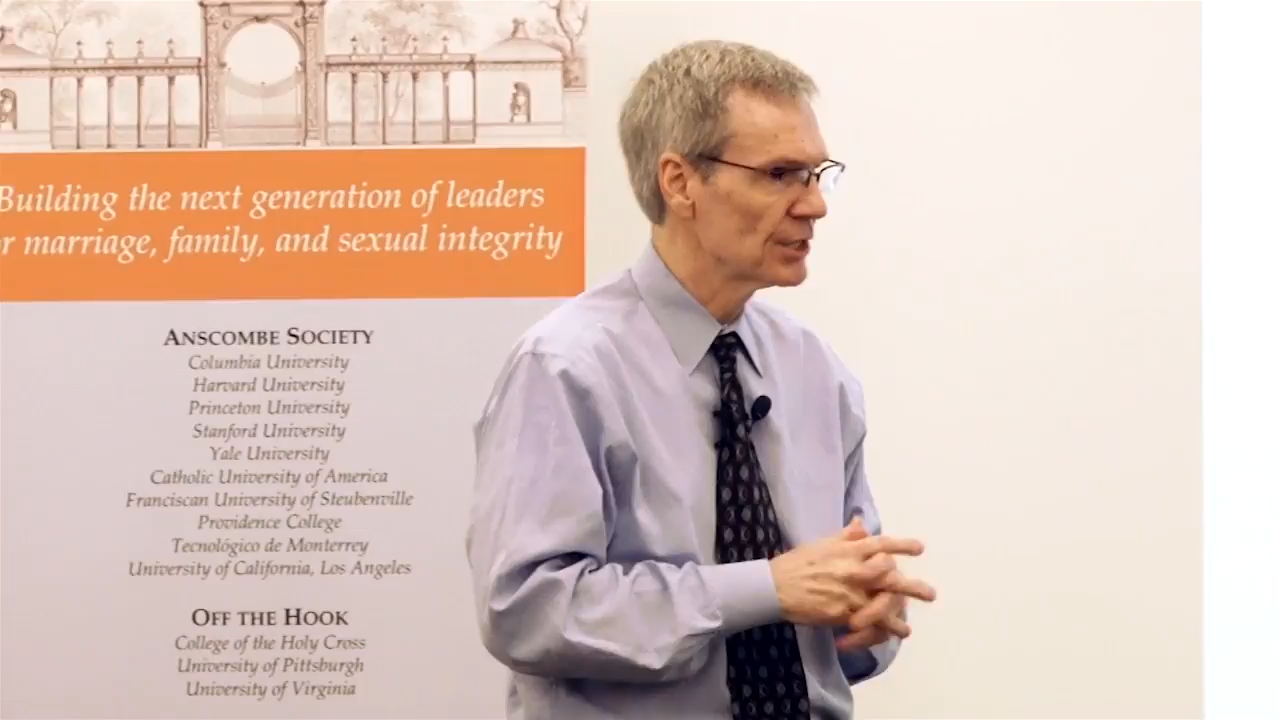 Building the next generation of leaders
r marriage, family, and sexual integrity
ANSCOMBE SOCIETY
Columbia University
Harvard University
Princeton University
Stanford University
Yale University
Catholic University of America
Franciscan University of Steubenville
Providence College
Tecnológico de Monterrey
University of California, Los Angeles
OFF THE HOOK
College of the Holy Cross
University of Pittsburgh
University of Virginia